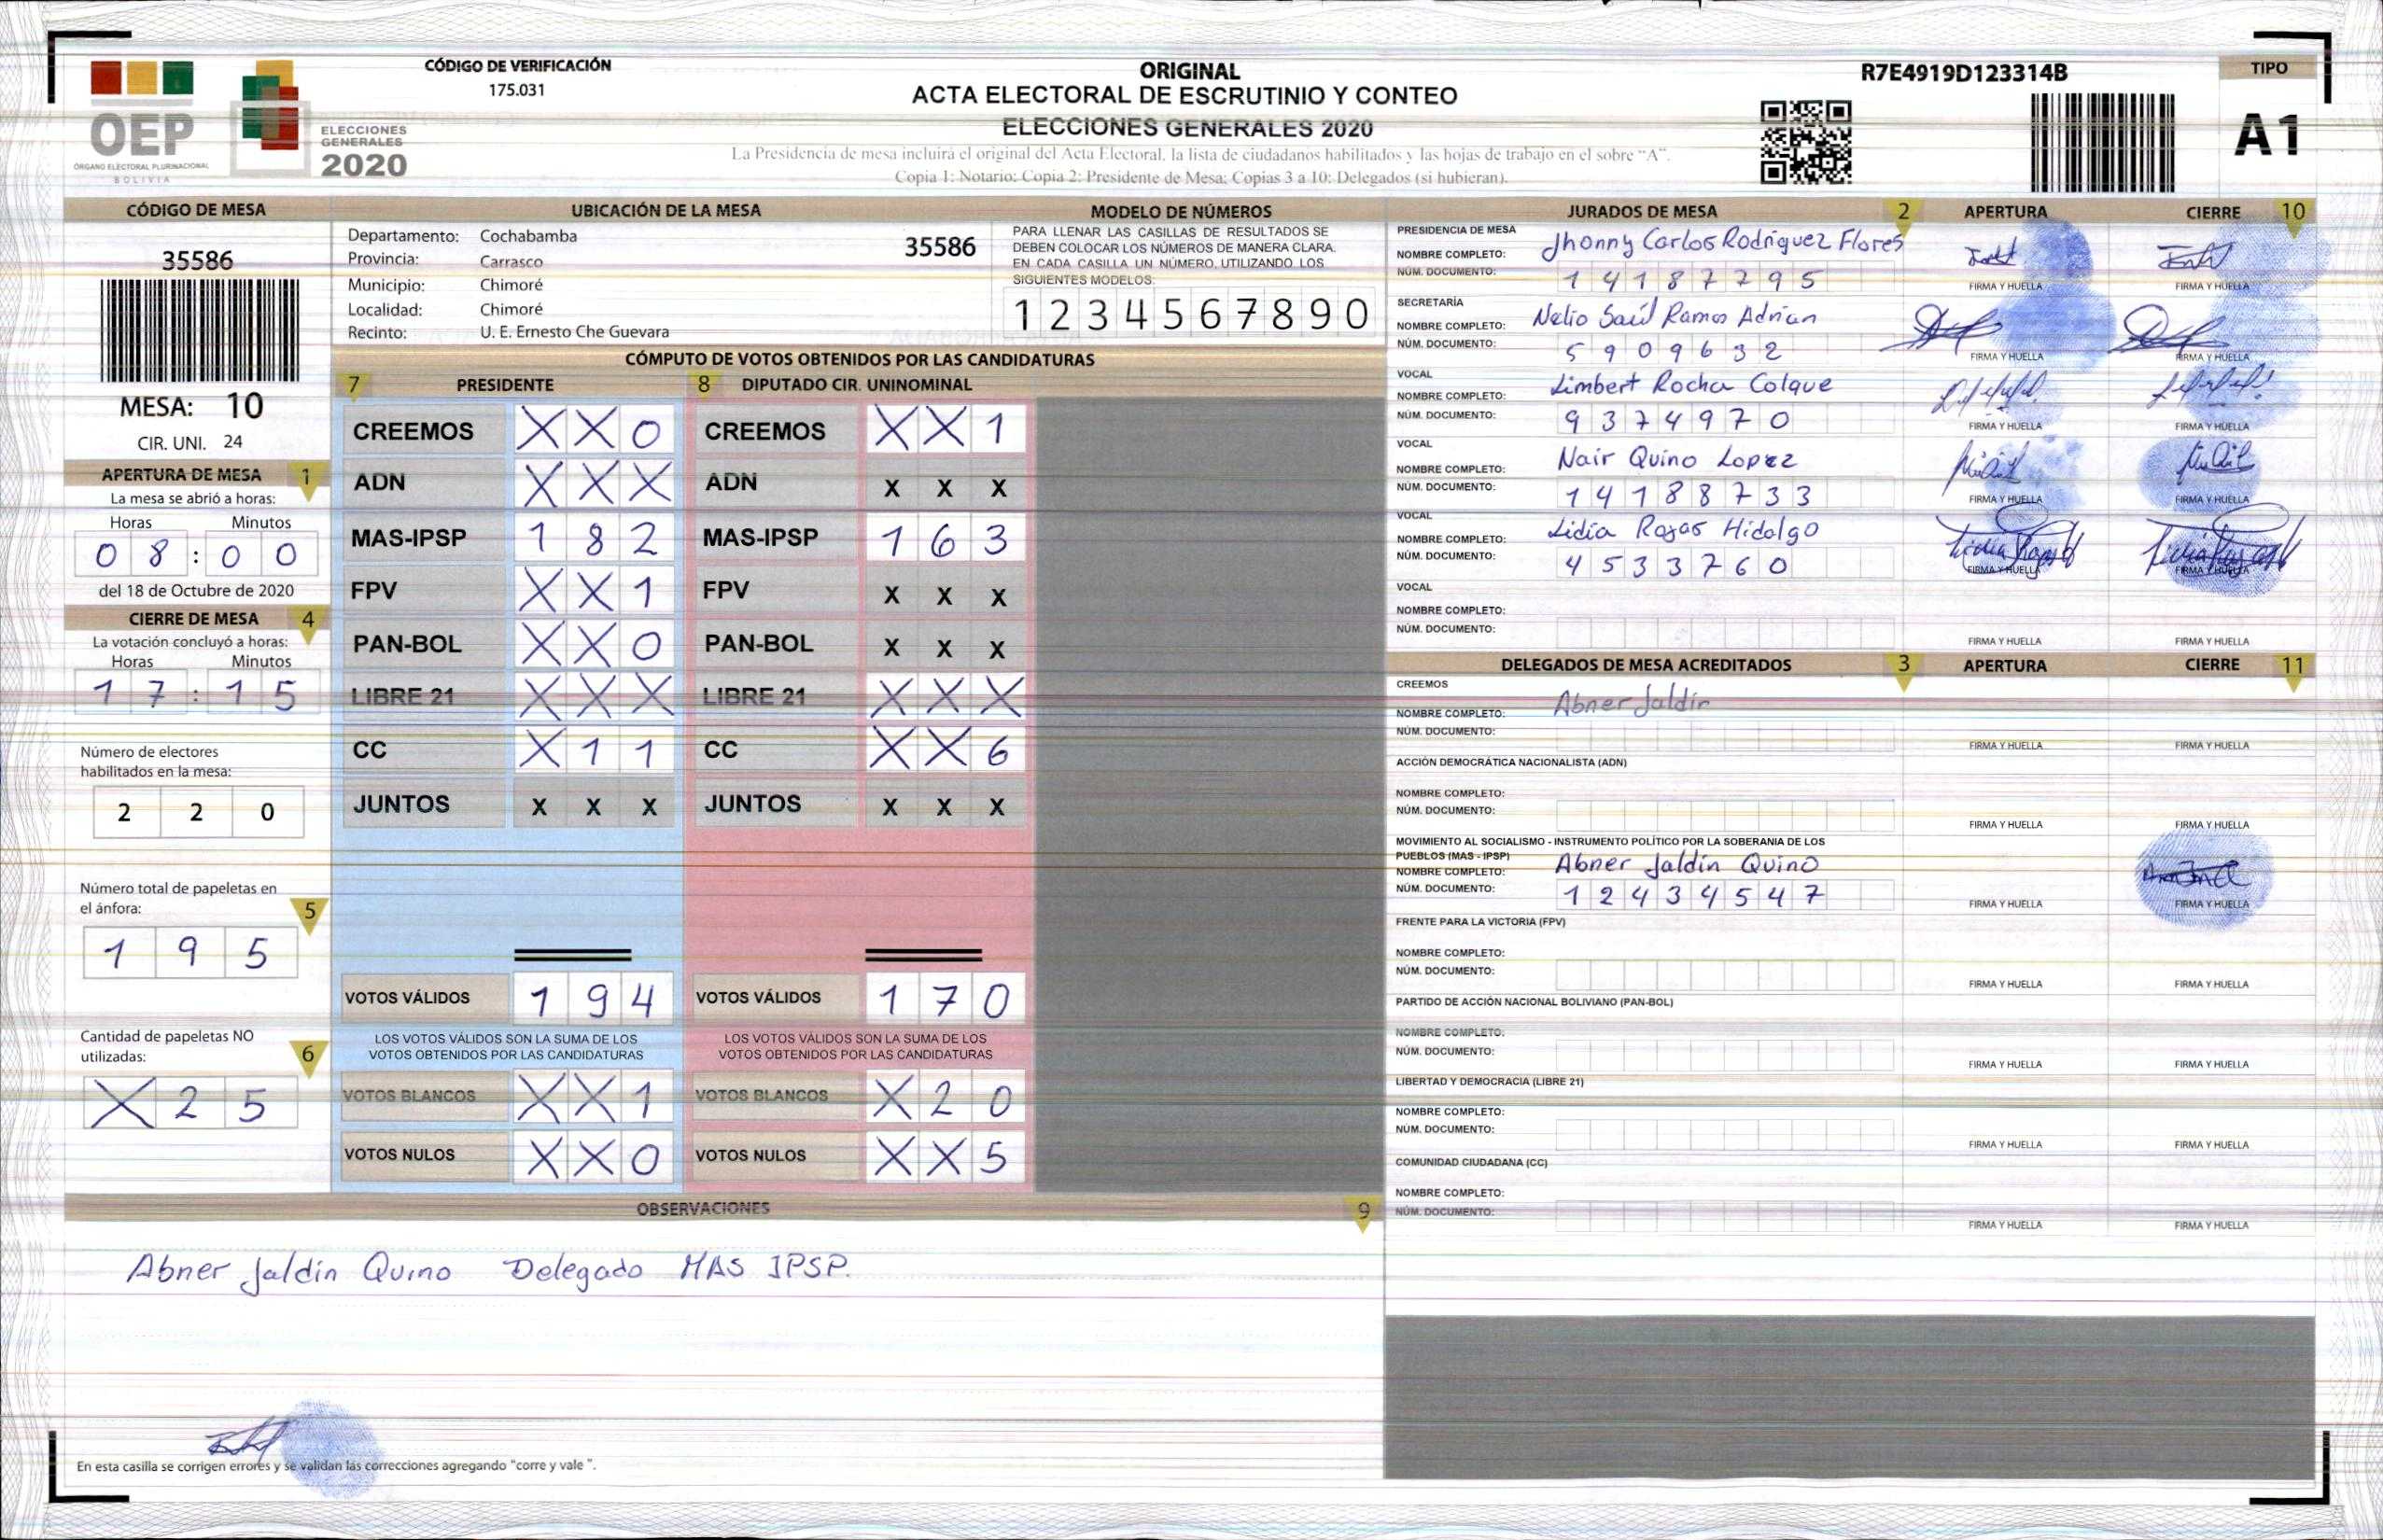 CÓDIGO DE VERIFICACIÓN
175.031
ORIGINAL
ACTA ELECTORAL DE ESCRUTINIO Y CONTEO
ELECCIONES GENERALES 2020
La Presidencia de mesa incluirá el original del Acta Electoral, la lista de ciudadanos habilitados y las hojas de trabajo en el sobre "A".
Copia 1: Notario; Copia 2: Presidente de Mesa; Copias 3 a 10: Delegados (si hubieran).
R7E4919D123314B
TIPO
A1
OEP
ÓRGANO ELECTORAL PLURINACIONAL
BOLIVIA
ELECCIONES
GENERALES
2020
CÓDIGO DE MESA
35586
MESA: 10
CIR. UNI. 24
APERTURA DE MESA 1
La mesa se abrió a horas:
Horas Minutos
0 8 : 0 0
del 18 de Octubre de 2020
CIERRE DE MESA 4
La votación concluyó a horas:
Horas Minutos
1 7 : 1 5
Número de electores
habilitados en la mesa:
2 2 0
Número total de papeletas en
el ánfora: 5
1 9 5
Cantidad de papeletas NO
utilizadas: 6
X 2 5
UBICACIÓN DE LA MESA
Departamento: Cochabamba
Provincia: Carrasco
Municipio: Chimoré
Localidad: Chimoré
Recinto: U. E. Ernesto Che Guevara
35586
MODELO DE NÚMEROS
PARA LLENAR LAS CASILLAS DE RESULTADOS SE
DEBEN COLOCAR LOS NÚMEROS DE MANERA CLARA.
EN CADA CASILLA UN NÚMERO, UTILIZANDO LOS
SIGUIENTES MODELOS:
1 2 3 4 5 6 7 8 9 0
CÓMPUTO DE VOTOS OBTENIDOS POR LAS CANDIDATURAS
7 PRESIDENTE 8 DIPUTADO CIR. UNINOMINAL
CREEMOS X X 0 CREEMOS X X 1
ADN X X X ADN X X X
MAS-IPSP 1 8 2 MAS-IPSP 1 6 3
FPV X X 1 FPV X X X
PAN-BOL X X 0 PAN-BOL X X X
LIBRE 21 X X X LIBRE 21 X X X
CC X 1 1 CC X X 6
JUNTOS X X X JUNTOS X X X
VOTOS VÁLIDOS 1 9 4 VOTOS VÁLIDOS 1 7 0
LOS VOTOS VÁLIDOS SON LA SUMA DE LOS LOS VOTOS VÁLIDOS SON LA SUMA DE LOS
VOTOS OBTENIDOS POR LAS CANDIDATURAS VOTOS OBTENIDOS POR LAS CANDIDATURAS
VOTOS BLANCOS X X 1 VOTOS BLANCOS X 2 0
VOTOS NULOS X X 0 VOTOS NULOS X X 5
OBSERVACIONES 9
Abner Jaldin Quino Delegado MAS IPSP.
En esta casilla se corrigen errores y se validan las correcciones agregando "corre y vale ".
JURADOS DE MESA 2 APERTURA CIERRE 10
PRESIDENCIA DE MESA
NOMBRE COMPLETO: Jhonny Carlos Rodriguez Flores
NÚM. DOCUMENTO: 1 4 1 8 7 7 9 5
FIRMA Y HUELLA FIRMA Y HUELLA
SECRETARÍA
NOMBRE COMPLETO: Nelio Saúl Ramos Adrian
NÚM. DOCUMENTO: 5 9 0 9 6 3 2
FIRMA Y HUELLA FIRMA Y HUELLA
VOCAL
NOMBRE COMPLETO: Limbert Rocha Colque
NÚM. DOCUMENTO: 9 3 7 4 9 7 0
FIRMA Y HUELLA FIRMA Y HUELLA
VOCAL
NOMBRE COMPLETO: Nair Quino Lopez
NÚM. DOCUMENTO: 1 4 1 8 8 7 3 3
FIRMA Y HUELLA FIRMA Y HUELLA
VOCAL
NOMBRE COMPLETO: Lidia Rojas Hidalgo
NÚM. DOCUMENTO: 4 5 3 3 7 6 0
FIRMA Y HUELLA FIRMA Y HUELLA
VOCAL
NOMBRE COMPLETO:
NÚM. DOCUMENTO:
FIRMA Y HUELLA FIRMA Y HUELLA
DELEGADOS DE MESA ACREDITADOS 3 APERTURA CIERRE 11
CREEMOS
NOMBRE COMPLETO: Abner Jaldin
NÚM. DOCUMENTO:
FIRMA Y HUELLA FIRMA Y HUELLA
ACCIÓN DEMOCRÁTICA NACIONALISTA (ADN)
NOMBRE COMPLETO:
NÚM. DOCUMENTO:
FIRMA Y HUELLA FIRMA Y HUELLA
MOVIMIENTO AL SOCIALISMO - INSTRUMENTO POLÍTICO POR LA SOBERANIA DE LOS
PUEBLOS (MAS - IPSP)
NOMBRE COMPLETO: Abner Jaldin Quino
NÚM. DOCUMENTO: 1 2 4 3 4 5 4 7
FIRMA Y HUELLA FIRMA Y HUELLA
FRENTE PARA LA VICTORIA (FPV)
NOMBRE COMPLETO:
NÚM. DOCUMENTO:
FIRMA Y HUELLA FIRMA Y HUELLA
PARTIDO DE ACCIÓN NACIONAL BOLIVIANO (PAN-BOL)
NOMBRE COMPLETO:
NÚM. DOCUMENTO:
FIRMA Y HUELLA FIRMA Y HUELLA
LIBERTAD Y DEMOCRACIA (LIBRE 21)
NOMBRE COMPLETO:
NÚM. DOCUMENTO:
FIRMA Y HUELLA FIRMA Y HUELLA
COMUNIDAD CIUDADANA (CC)
NOMBRE COMPLETO:
NÚM. DOCUMENTO:
FIRMA Y HUELLA FIRMA Y HUELLA